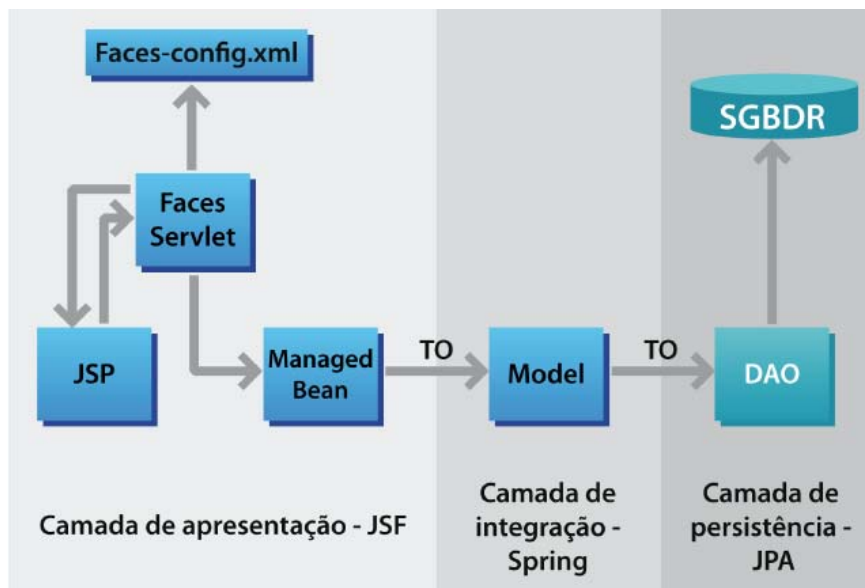 Faces-config.xml
SGBDR
Faces
Servlet
JSP
Managed
Bean
TO
Model
TO
DAO
Camada de apresentação - JSF
Camada de
integração -
Spring
Camada de
persistência -
JPA